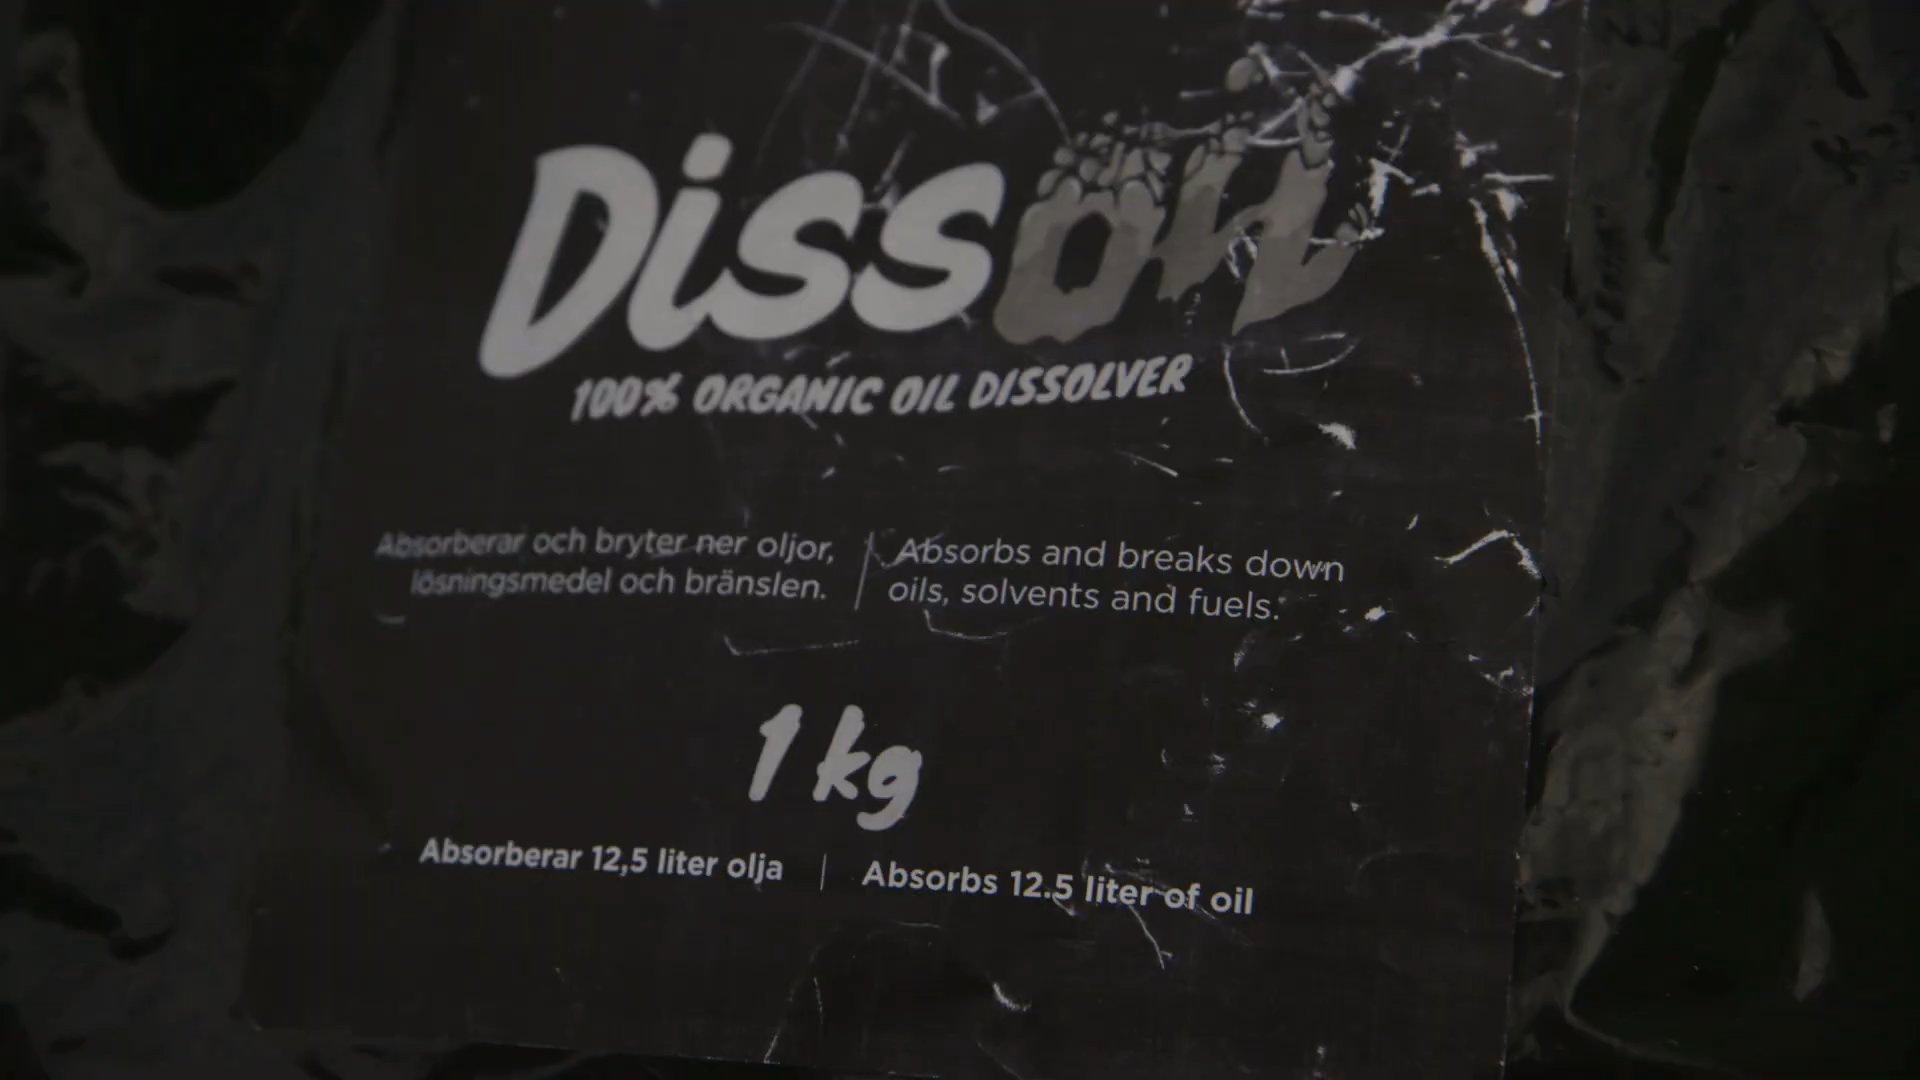 DissOil
100% ORGANIC OIL DISSOLVER
Absorberar och bryter ner oljor,
lösningsmedel och bränslen.
Absorbs and breaks down
oils, solvents and fuels.
1 kg
Absorberar 12,5 liter olja | Absorbs 12.5 liter of oil